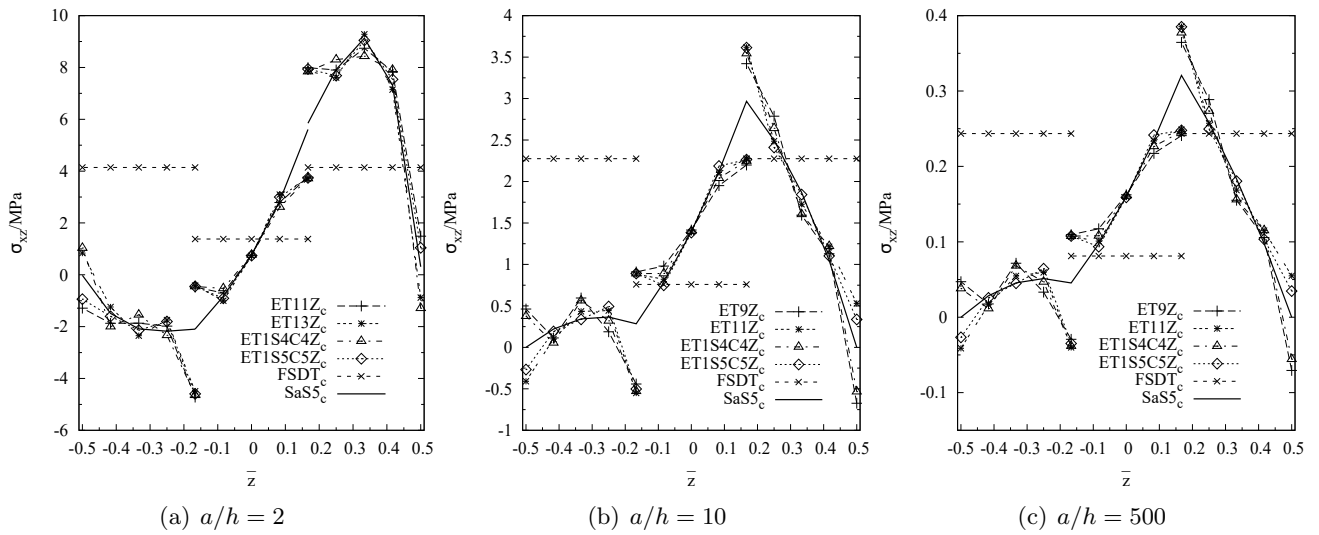 10
8
6
4
2
0
-2
-4
-6
-0.5 -0.4 -0.3 -0.2 -0.1 0 0.1 0.2 0.3 0.4 0.5
σxz/MPa
z̄
ET11Zc
ET13Zc
ET1S4C4Zc
ET1S5C5Zc
FSDTc
SaS5c
(a) a/h = 2
4
3.5
3
2.5
2
1.5
1
0.5
0
-0.5
-1
-0.5 -0.4 -0.3 -0.2 -0.1 0 0.1 0.2 0.3 0.4 0.5
σxz/MPa
z̄
ET9Zc
ET11Zc
ET1S4C4Zc
ET1S5C5Zc
FSDTc
SaS5c
(b) a/h = 10
0.4
0.3
0.2
0.1
0
-0.1
-0.5 -0.4 -0.3 -0.2 -0.1 0 0.1 0.2 0.3 0.4 0.5
σxz/MPa
z̄
ET9Zc
ET11Zc
ET1S4C4Zc
ET1S5C5Zc
FSDTc
SaS5c
(c) a/h = 500